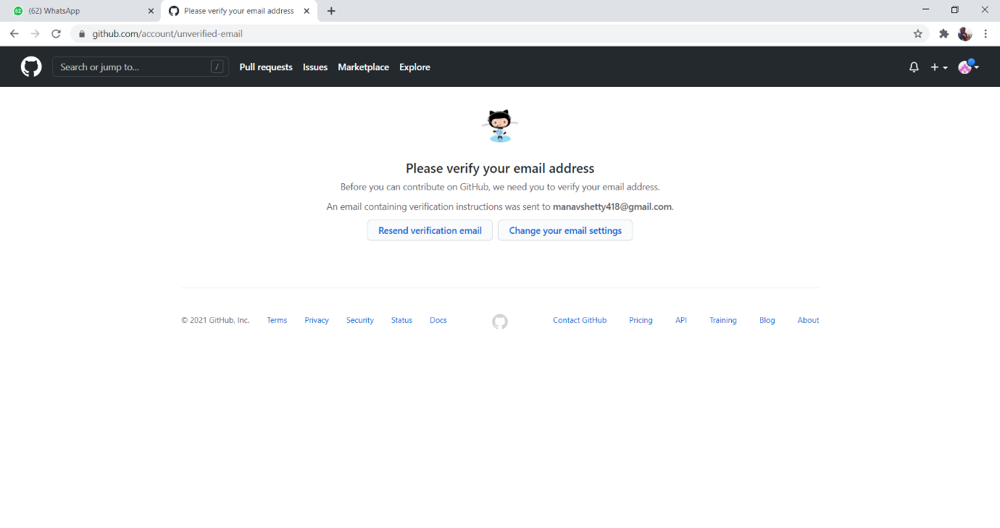 62
(62) WhatsApp
Please verify your email address
github.com/account/unverified-email
Search or jump to...
/
Pull requests
Issues
Marketplace
Explore
Please verify your email address
Before you can contribute on GitHub, we need you to verify your email address.
An email containing verification instructions was sent to manavshetty418@gmail.com.
Resend verification email
Change your email settings
© 2021 GitHub, Inc.
Terms
Privacy
Security
Status
Docs
Contact GitHub
Pricing
API
Training
Blog
About